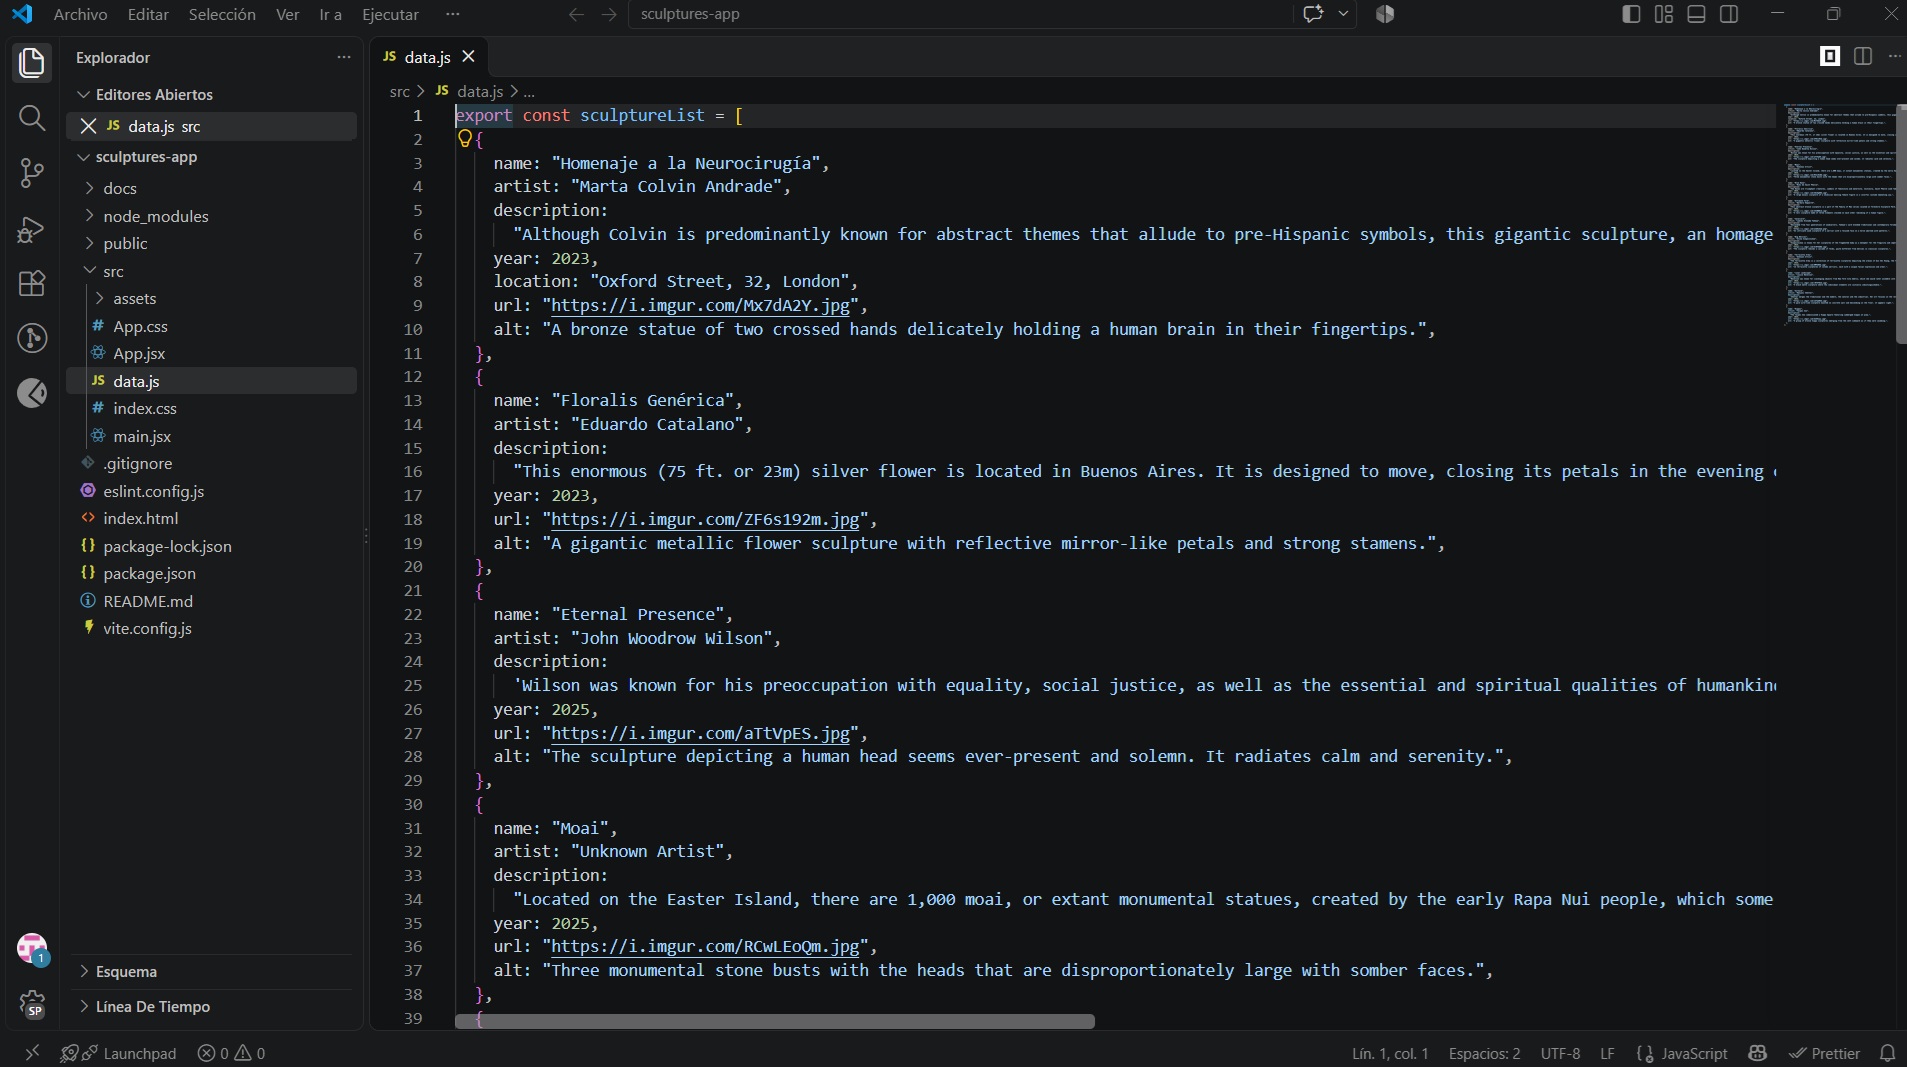 Archivo Editar Selección Ver Ir a Ejecutar ··· sculptures-app
Explorador ···
Editores Abiertos
JS data.js src
sculptures-app
docs
node_modules
public
src
assets
# App.css
App.jsx
JS data.js
# index.css
main.jsx
.gitignore
eslint.config.js
<> index.html
{} package-lock.json
{} package.json
README.md
vite.config.js
Esquema
Línea De Tiempo
1
SP
JS data.js
src > JS data.js > ...
1 export const sculptureList = [
2 {
3 name: "Homenaje a la Neurocirugía",
4 artist: "Marta Colvin Andrade",
5 description:
6 "Although Colvin is predominantly known for abstract themes that allude to pre-Hispanic symbols, this gigantic sculpture, an homage
7 year: 2023,
8 location: "Oxford Street, 32, London",
9 url: "https://i.imgur.com/Mx7dA2Y.jpg",
10 alt: "A bronze statue of two crossed hands delicately holding a human brain in their fingertips.",
11 },
12 {
13 name: "Floralis Genérica",
14 artist: "Eduardo Catalano",
15 description:
16 "This enormous (75 ft. or 23m) silver flower is located in Buenos Aires. It is designed to move, closing its petals in the evening
17 year: 2023,
18 url: "https://i.imgur.com/ZF6s192m.jpg",
19 alt: "A gigantic metallic flower sculpture with reflective mirror-like petals and strong stamens.",
20 },
21 {
22 name: "Eternal Presence",
23 artist: "John Woodrow Wilson",
24 description:
25 'Wilson was known for his preoccupation with equality, social justice, as well as the essential and spiritual qualities of humankin
26 year: 2025,
27 url: "https://i.imgur.com/aTtVpES.jpg",
28 alt: "The sculpture depicting a human head seems ever-present and solemn. It radiates calm and serenity.",
29 },
30 {
31 name: "Moai",
32 artist: "Unknown Artist",
33 description:
34 "Located on the Easter Island, there are 1,000 moai, or extant monumental statues, created by the early Rapa Nui people, which some
35 year: 2025,
36 url: "https://i.imgur.com/RCwLEoQm.jpg",
37 alt: "Three monumental stone busts with the heads that are disproportionately large with somber faces.",
38 },
39 {
Launchpad 0 0 Lín. 1, col. 1 Espacios: 2 UTF-8 LF {} JavaScript Prettier